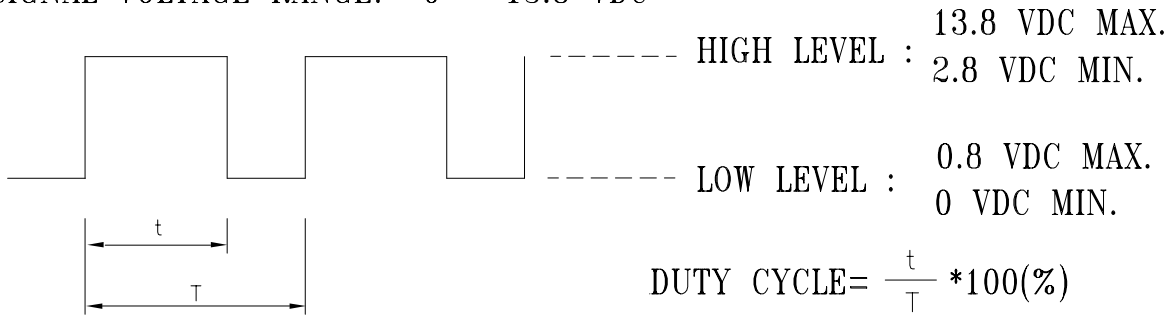 SIGNAL VOLTAGE RANGE: 0 13.8 VDC
HIGH LEVEL : 13.8 VDC MAX.
2.8 VDC MIN.
LOW LEVEL : 0.8 VDC MAX.
0 VDC MIN.
t
T
DUTY CYCLE= t/T *100(%)